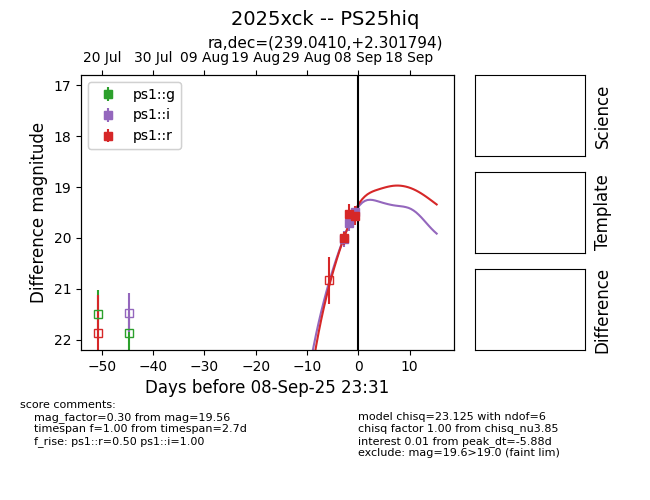 2025xck -- PS25hiq
ra,dec=(239.0410,+2.301794)
20 Jul 30 Jul 09 Aug 19 Aug 29 Aug 08 Sep 18 Sep
ps1::g
ps1::i
ps1::r
17
18
19
20
21
22
Difference magnitude
−50 −40 −30 −20 −10 0 10
Days before 08-Sep-25 23:31
Science
Template
Difference
score comments:
mag_factor=0.30 from mag=19.56
timespan f=1.00 from timespan=2.7d
f_rise: ps1::r=0.50 ps1::i=1.00
model chisq=23.125 with ndof=6
chisq factor 1.00 from chisq_nu3.85
interest 0.01 from peak_dt=-5.88d
exclude: mag=19.6>19.0 (faint lim)